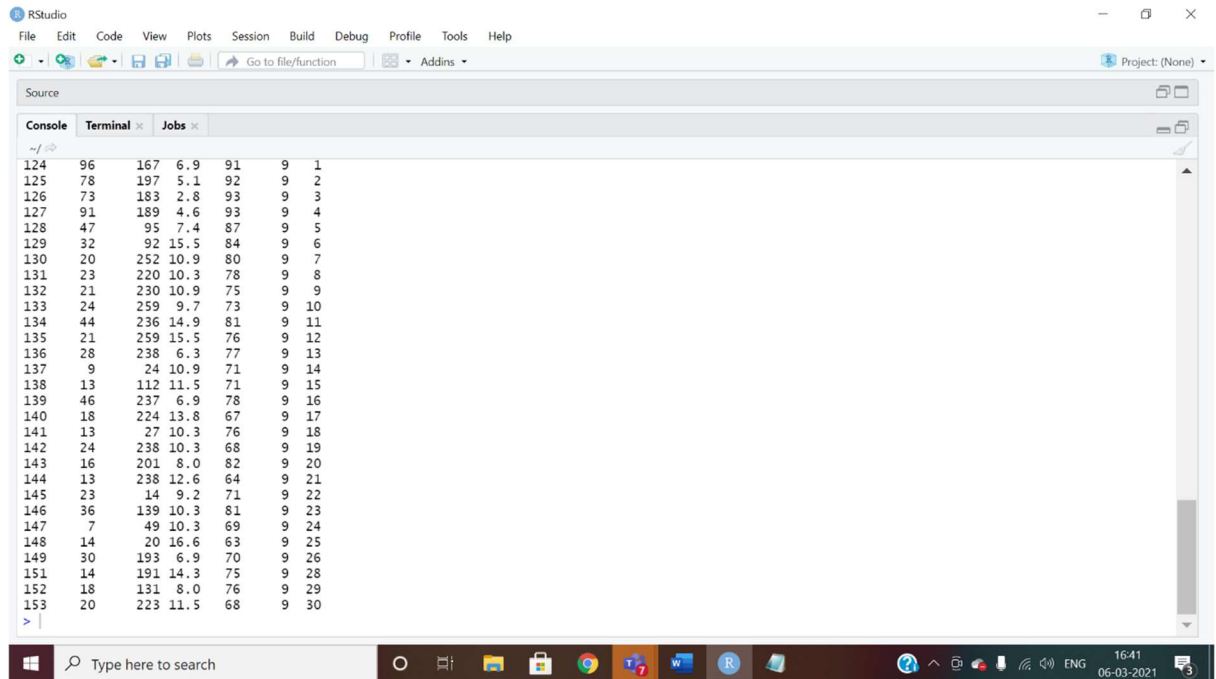 RStudio
File Edit Code View Plots Session Build Debug Profile Tools Help
Go to file/function Addins Project: (None)
Source
Console Terminal Jobs
~/
124 96 167 6.9 91 9 1
125 78 197 5.1 92 9 2
126 73 183 2.8 93 9 3
127 91 189 4.6 93 9 4
128 47 95 7.4 87 9 5
129 32 92 15.5 84 9 6
130 20 252 10.9 80 9 7
131 23 220 10.3 78 9 8
132 21 230 10.9 75 9 9
133 24 259 9.7 73 9 10
134 44 236 14.9 81 9 11
135 21 259 15.5 76 9 12
136 28 238 6.3 77 9 13
137 9 24 10.9 71 9 14
138 13 112 11.5 71 9 15
139 46 237 6.9 78 9 16
140 18 224 13.8 67 9 17
141 13 27 10.3 76 9 18
142 24 238 10.3 68 9 19
143 16 201 8.0 82 9 20
144 13 238 12.6 64 9 21
145 23 14 9.2 71 9 22
146 36 139 10.3 81 9 23
147 7 49 10.3 69 9 24
148 14 20 16.6 63 9 25
149 30 193 6.9 70 9 26
151 14 191 14.3 75 9 28
152 18 131 8.0 76 9 29
153 20 223 11.5 68 9 30
>
Type here to search ENG 16:41
06-03-2021